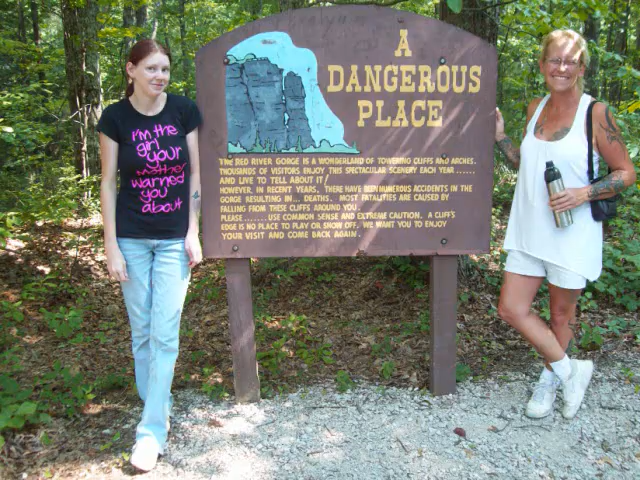 A
DANGEROUS
PLACE
THE RED RIVER GORGE IS A WONDERLAND OF TOWERING CLIFFS AND ARCHES.
THOUSANDS OF VISITORS ENJOY THIS SPECTACULAR SCENERY EACH YEAR ......
AND LIVE TO TELL ABOUT IT!
HOWEVER, IN RECENT YEARS, THERE HAVE BEEN NUMEROUS ACCIDENTS IN THE
GORGE RESULTING IN... DEATHS. MOST FATALITIES ARE CAUSED BY
FALLING FROM THESE CLIFFS AROUND YOU.
PLEASE ....... USE COMMON SENSE AND EXTREME CAUTION. A CLIFF'S
EDGE IS NO PLACE TO PLAY OR SHOW OFF. WE WANT YOU TO ENJOY
YOUR VISIT AND COME BACK AGAIN.
I'm the
girl
your
mother
warned
you
about